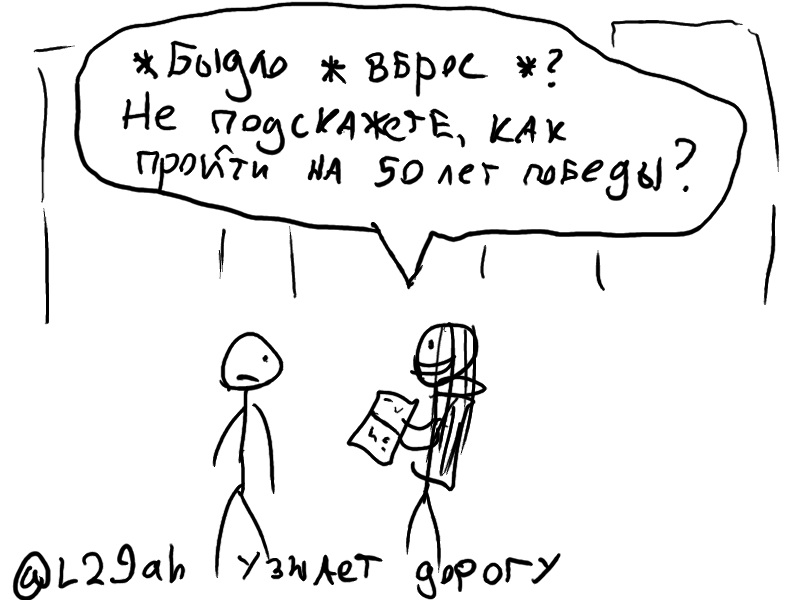 *Быдло * вброс *?
Не подскажете, как
пройти на 50 лет победы?
@L29ah узнает дорогу